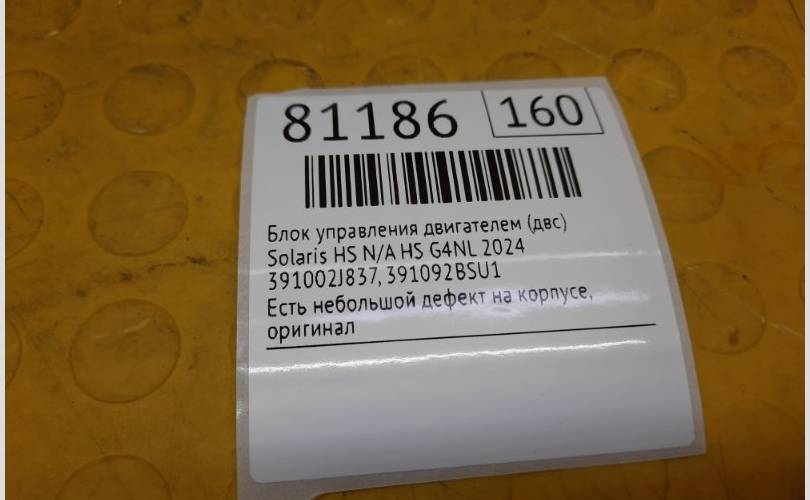 81186 160
Блок управления двигателем (двс)
Solaris HS N/A HS G4NL 2024
391002J837, 391092BSU1
Есть небольшой дефект на корпусе,
оригинал